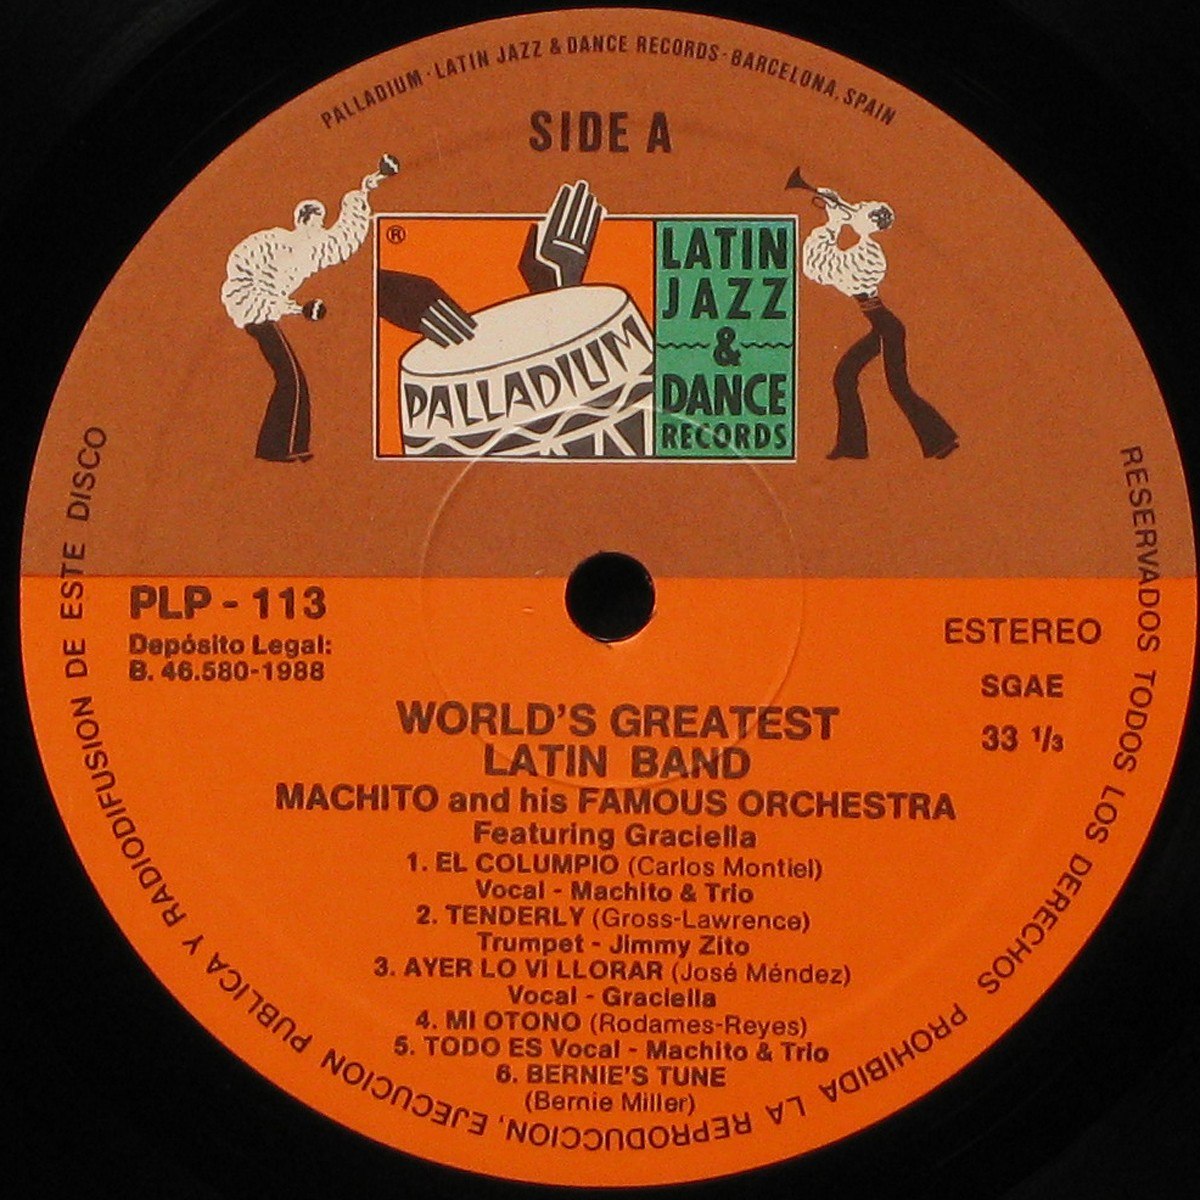 PALLADIUM · LATIN JAZZ & DANCE RECORDS · BARCELONA, SPAIN
SIDE A
®
PALLADIUM
LATIN
JAZZ
&
DANCE
RECORDS
PLP - 113
Depósito Legal:
B. 46.580-1988
ESTEREO
SGAE
33 1/3
WORLD'S GREATEST
LATIN BAND
MACHITO and his FAMOUS ORCHESTRA
Featuring Graciella
1. EL COLUMPIO (Carlos Montiel)
Vocal - Machito & Trio
2. TENDERLY (Gross-Lawrence)
Trumpet - Jimmy Zito
3. AYER LO VI LLORAR (José Méndez)
Vocal - Graciella
4. MI OTONO (Rodames-Reyes)
5. TODO ES Vocal - Machito & Trio
6. BERNIE'S TUNE
(Bernie Miller)
RESERVADOS TODOS LOS DERECHOS PROHIBIDA LA REPRODUCCION, EJECUCION PUBLICA Y RADIODIFUSION DE ESTE DISCO